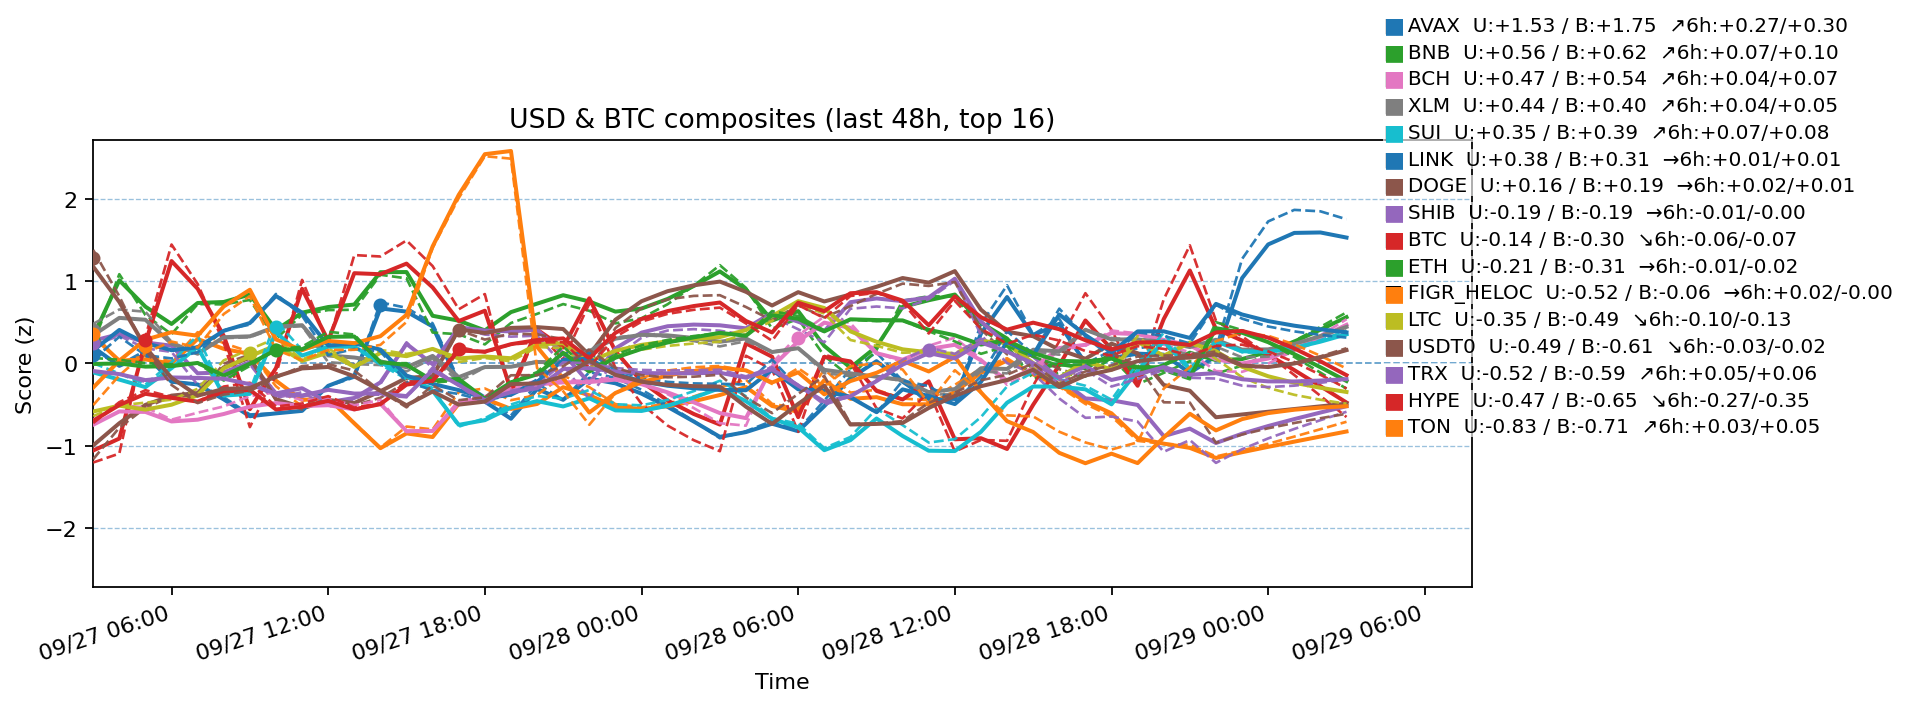 AVAX  U:+1.53 / B:+1.75  ↗6h:+0.27/+0.30
BNB  U:+0.56 / B:+0.62  ↗6h:+0.07/+0.10
BCH  U:+0.47 / B:+0.54  ↗6h:+0.04/+0.07
XLM  U:+0.44 / B:+0.40  ↗6h:+0.04/+0.05
SUI  U:+0.35 / B:+0.39  ↗6h:+0.07/+0.08
LINK  U:+0.38 / B:+0.31  →6h:+0.01/+0.01
DOGE  U:+0.16 / B:+0.19  →6h:+0.02/+0.01
SHIB  U:-0.19 / B:-0.19  →6h:-0.01/-0.00
BTC  U:-0.14 / B:-0.30  ↘6h:-0.06/-0.07
ETH  U:-0.21 / B:-0.31  →6h:-0.01/-0.02
FIGR_HELOC  U:-0.52 / B:-0.06  →6h:+0.02/-0.00
LTC  U:-0.35 / B:-0.49  ↘6h:-0.10/-0.13
USDT0  U:-0.49 / B:-0.61  ↘6h:-0.03/-0.02
TRX  U:-0.52 / B:-0.59  ↗6h:+0.05/+0.06
HYPE  U:-0.47 / B:-0.65  ↘6h:-0.27/-0.35
TON  U:-0.83 / B:-0.71  ↗6h:+0.03/+0.05
USD & BTC composites (last 48h, top 16)
Score (z)
2
1
0
−1
−2
09/27 06:00
09/27 12:00
09/27 18:00
09/28 00:00
09/28 06:00
09/28 12:00
09/28 18:00
09/29 00:00
09/29 06:00
Time